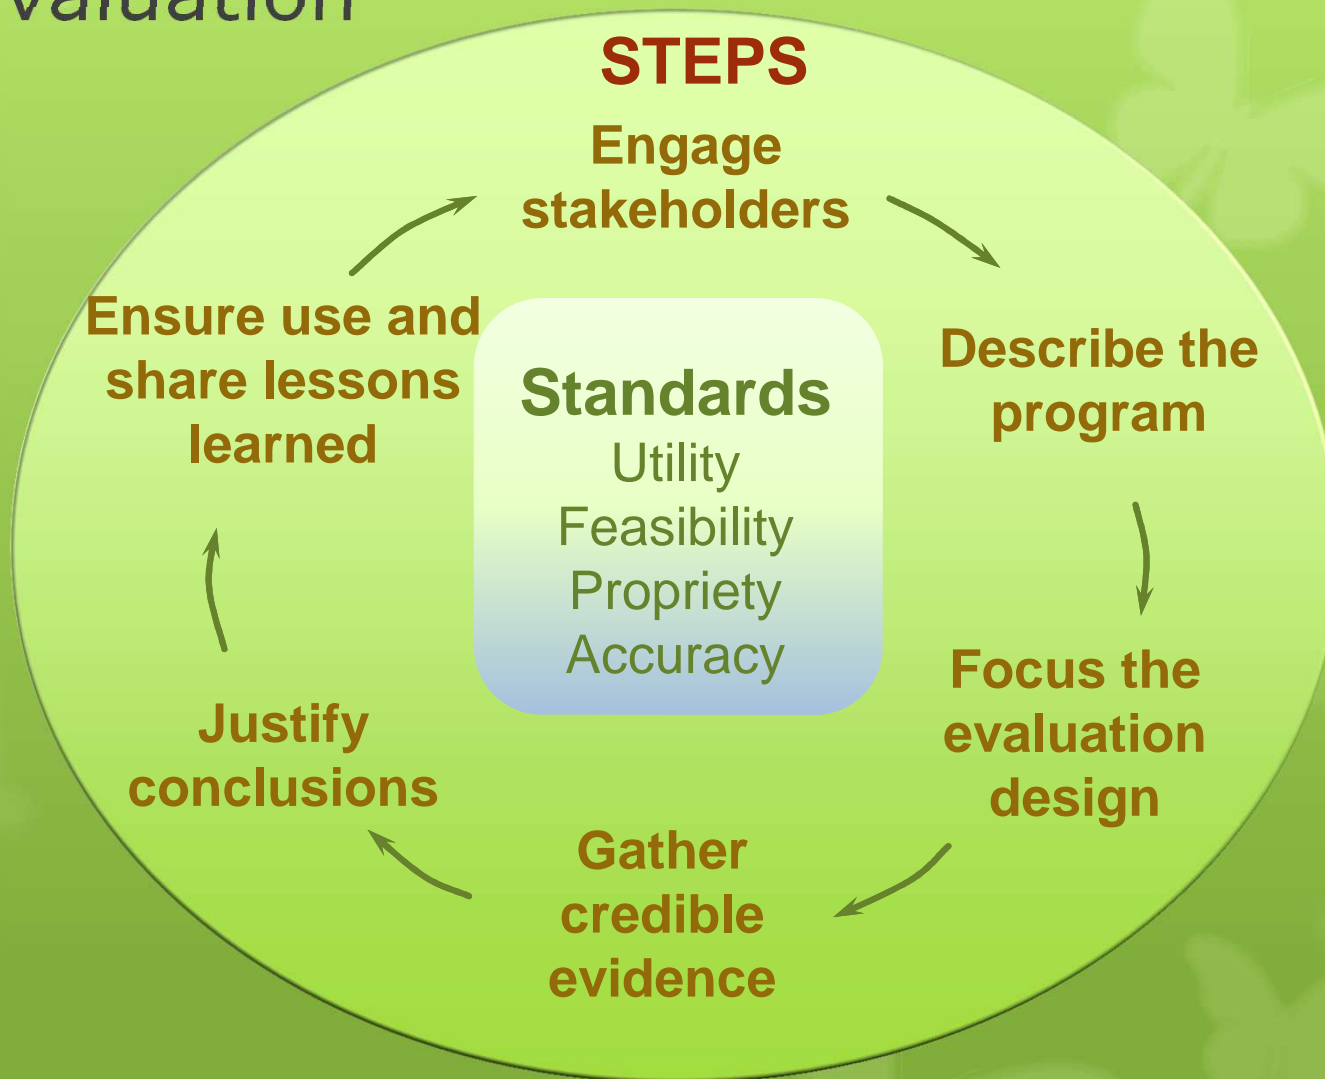 valuation
STEPS
Engage
stakeholders
Describe the
program
Focus the
evaluation
design
Gather
credible
evidence
Justify
conclusions
Ensure use and
share lessons
learned
Standards
Utility
Feasibility
Propriety
Accuracy